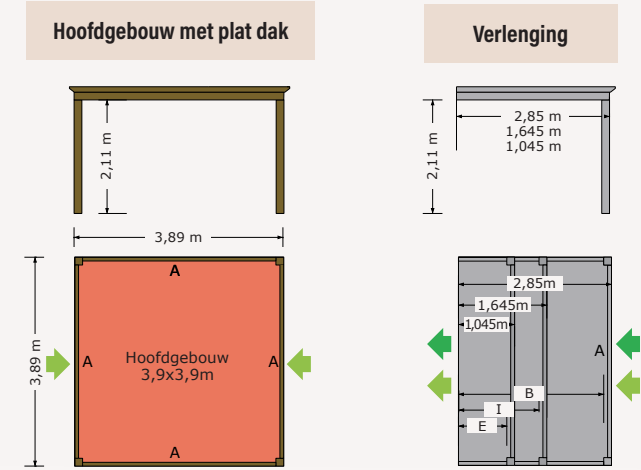 Hoofdgebouw met plat dak
Verlenging
2,11 m
2,11 m
2,85 m
1,645 m
1,045 m
3,89 m
3,89 m
A
A
Hoofdgebouw
3,9x3,9m
A
A
2,85m
1,645m
1,045m
A
B
I
E